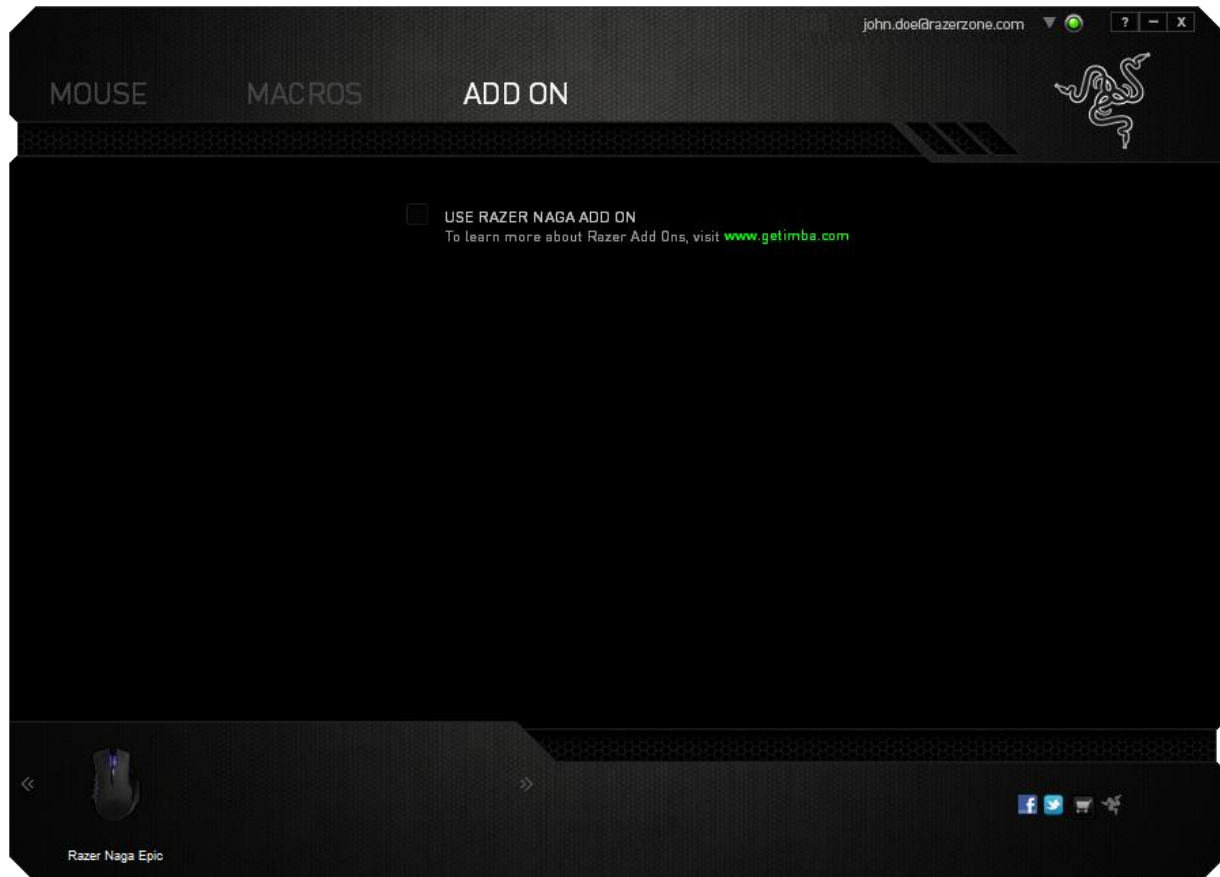 john.doe@razerzone.com
? – X
MOUSE MACROS ADD ON
USE RAZER NAGA ADD ON
To learn more about Razer Add Ons, visit www.getimba.com
Razer Naga Epic